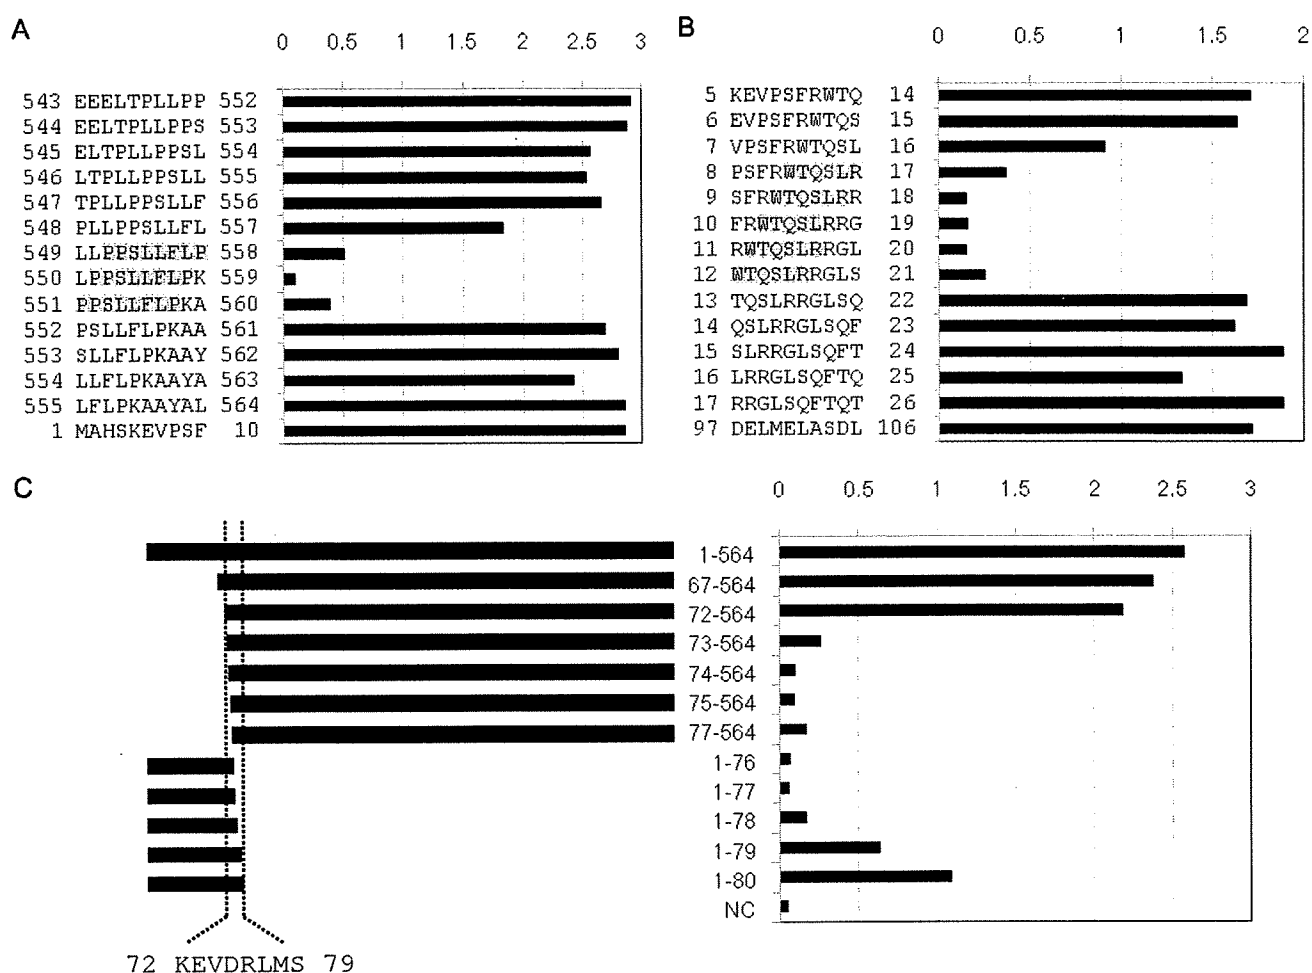 A
0 0.5 1 1.5 2 2.5 3
543 EEELTPLLPP 552
544 EELTPLLPPS 553
545 ELTPLLPPSL 554
546 LTPLLPPSLL 555
547 TPLLPPSLLF 556
548 PLLPPSLLFL 557
549 LLPPSLLFLP 558
550 LPPSLLFLPK 559
551 PPSLLFLPKA 560
552 PSLLFLPKAA 561
553 SLLFLPKAAY 562
554 LLFLPKAAYA 563
555 LFLPKAAYAL 564
1 MAHSKEVPSF 10
B
0 0.5 1 1.5 2
5 KEVPSFRWTQ 14
6 EVPSFRWTQS 15
7 VPSFRWTQSL 16
8 PSFRWTQSLR 17
9 SFRWTQSLRR 18
10 FRWTQSLRRG 19
11 RWTQSLRRGL 20
12 WTQSLRRGLS 21
13 TQSLRRGLSQ 22
14 QSLRRGLSQF 23
15 SLRRGLSQFT 24
16 LRRGLSQFTQ 25
17 RRGLSQFTQT 26
97 DELMELASDL 106
C
0 0.5 1 1.5 2 2.5 3
1-564
67-564
72-564
73-564
74-564
75-564
77-564
1-76
1-77
1-78
1-79
1-80
NC
72 KEVDRLMS 79